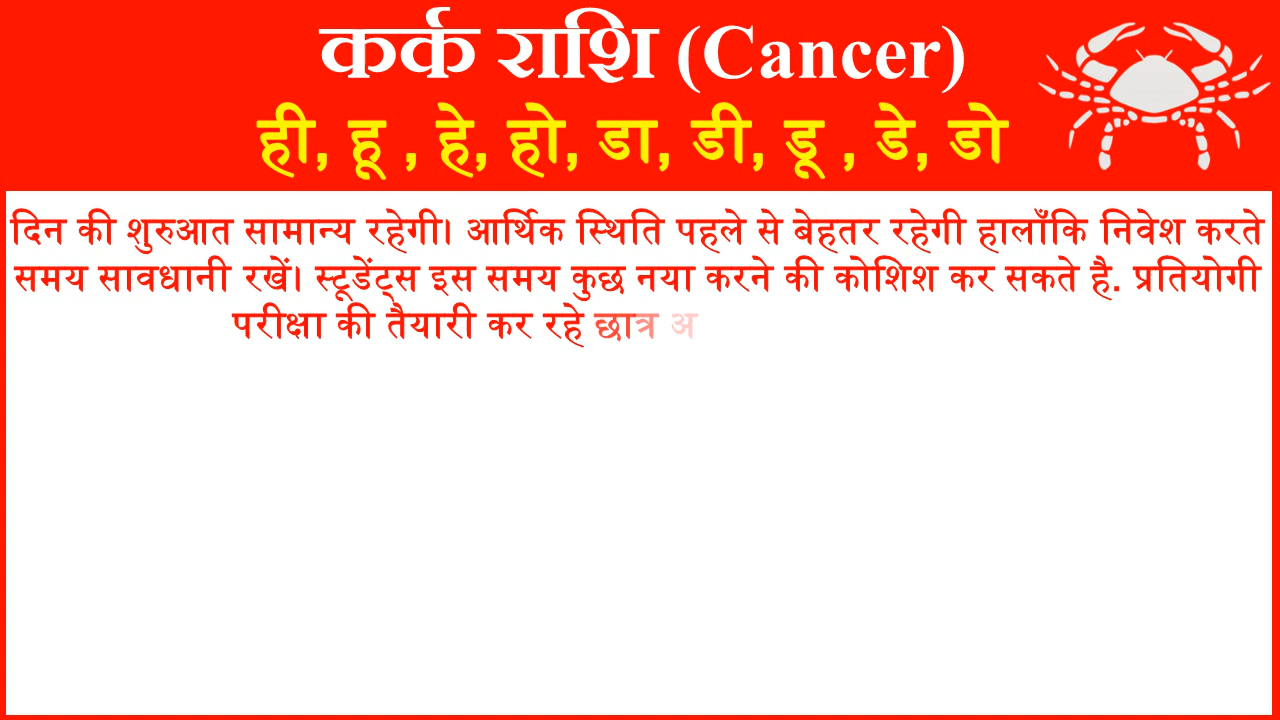 कर्क राशि (Cancer)
ही, हू , हे, हो, डा, डी, डू , डे, डो
दिन की शुरुआत सामान्य रहेगी। आर्थिक स्थिति पहले से बेहतर रहेगी हालाँकि निवेश करते
समय सावधानी रखें। स्टूडेंट्स इस समय कुछ नया करने की कोशिश कर सकते है. प्रतियोगी
परीक्षा की तैयारी कर रहे छात्र अ